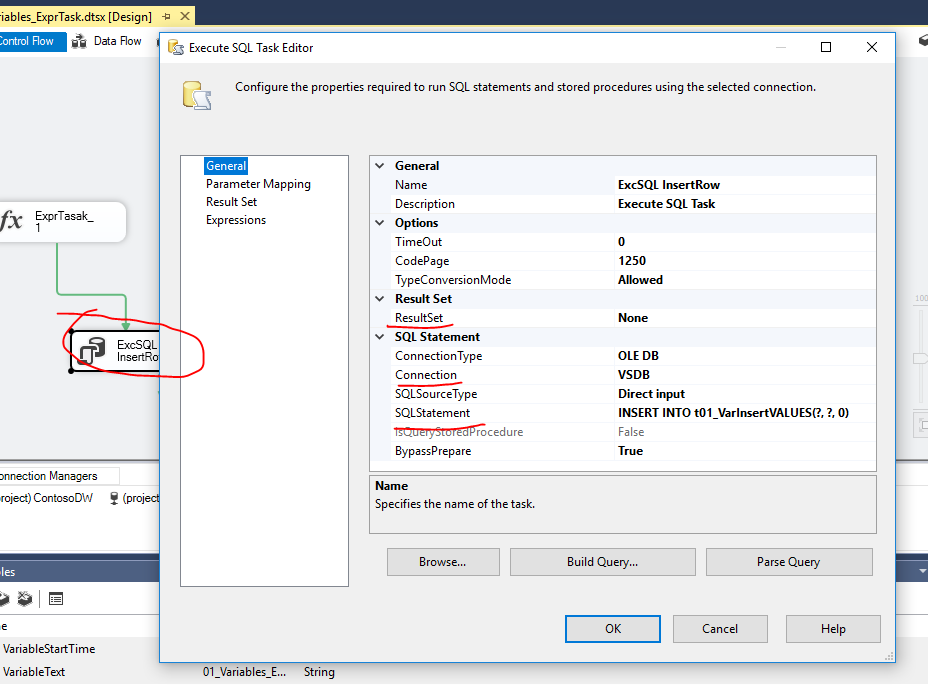 riables_ExprTask.dtsx [Design]
Control Flow
Data Flow
Execute SQL Task Editor
Configure the properties required to run SQL statements and stored procedures using the selected connection.
General
Parameter Mapping
Result Set
Expressions
General
Name ExcSQL InsertRow
Description Execute SQL Task
Options
TimeOut 0
CodePage 1250
TypeConversionMode Allowed
Result Set
ResultSet None
SQL Statement
ConnectionType OLE DB
Connection VSDB
SQLSourceType Direct input
SQLStatement INSERT INTO t01_VarInsertVALUES(?, ?, 0)
IsQueryStoredProcedure False
BypassPrepare True
Name
Specifies the name of the task.
Browse...
Build Query...
Parse Query
OK
Cancel
Help
fx
ExprTasak_
1
ExcSQL
InsertRo
100
onnection Managers
roject) ContosoDW
(project
les
e
VariableStartTime
VariableText 01_Variables_E... String